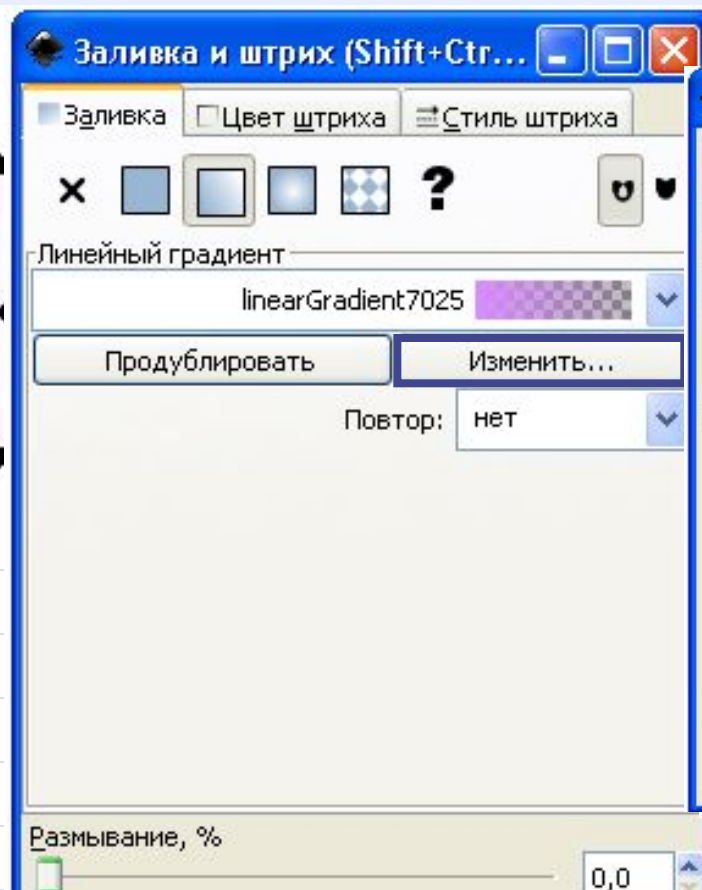 Заливка и штрих (Shift+Ctr...
Заливка Цвет штриха Стиль штриха
?
Линейный градиент
linearGradient7025
Продублировать Изменить...
Повтор: нет
Размывание, %
0,0